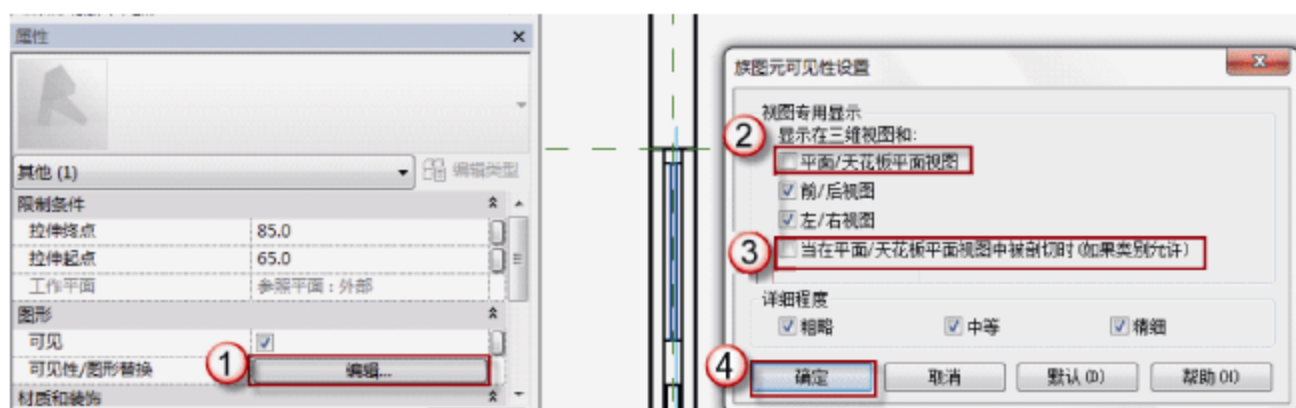 属性
其他 (1)
编辑类型
限制条件
拉伸终点 85.0
拉伸起点 65.0
工作平面 参照平面:外部
图形
可见
可见性/图形替换 编辑...
材质和装饰
1
族图元可见性设置
视图专用显示
显示在三维视图和:
2
平面/天花板平面视图
前/后视图
左/右视图
3
当在平面/天花板平面视图中被剖切时(如果类别允许)
详细程度
粗略 中等 精细
4
确定 取消 默认(D) 帮助(H)